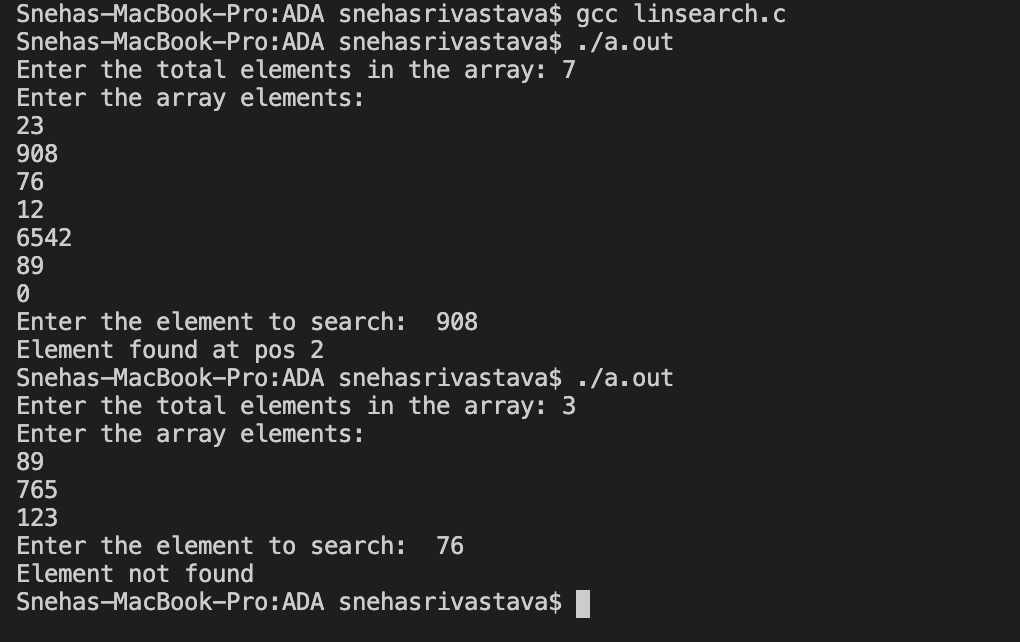 Snehas-MacBook-Pro:ADA snehasrivastava$ gcc linsearch.c
Snehas-MacBook-Pro:ADA snehasrivastava$ ./a.out
Enter the total elements in the array: 7
Enter the array elements:
23
908
76
12
6542
89
0
Enter the element to search:  908
Element found at pos 2
Snehas-MacBook-Pro:ADA snehasrivastava$ ./a.out
Enter the total elements in the array: 3
Enter the array elements:
89
765
123
Enter the element to search:  76
Element not found
Snehas-MacBook-Pro:ADA snehasrivastava$